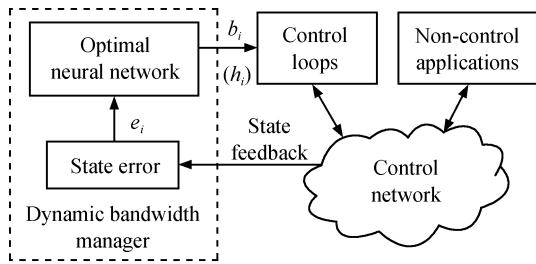 Optimal
neural network
b_i
(h_i)
Control
loops
Non-control
applications
e_i
State
feedback
State error
Control
network
Dynamic bandwidth
manager